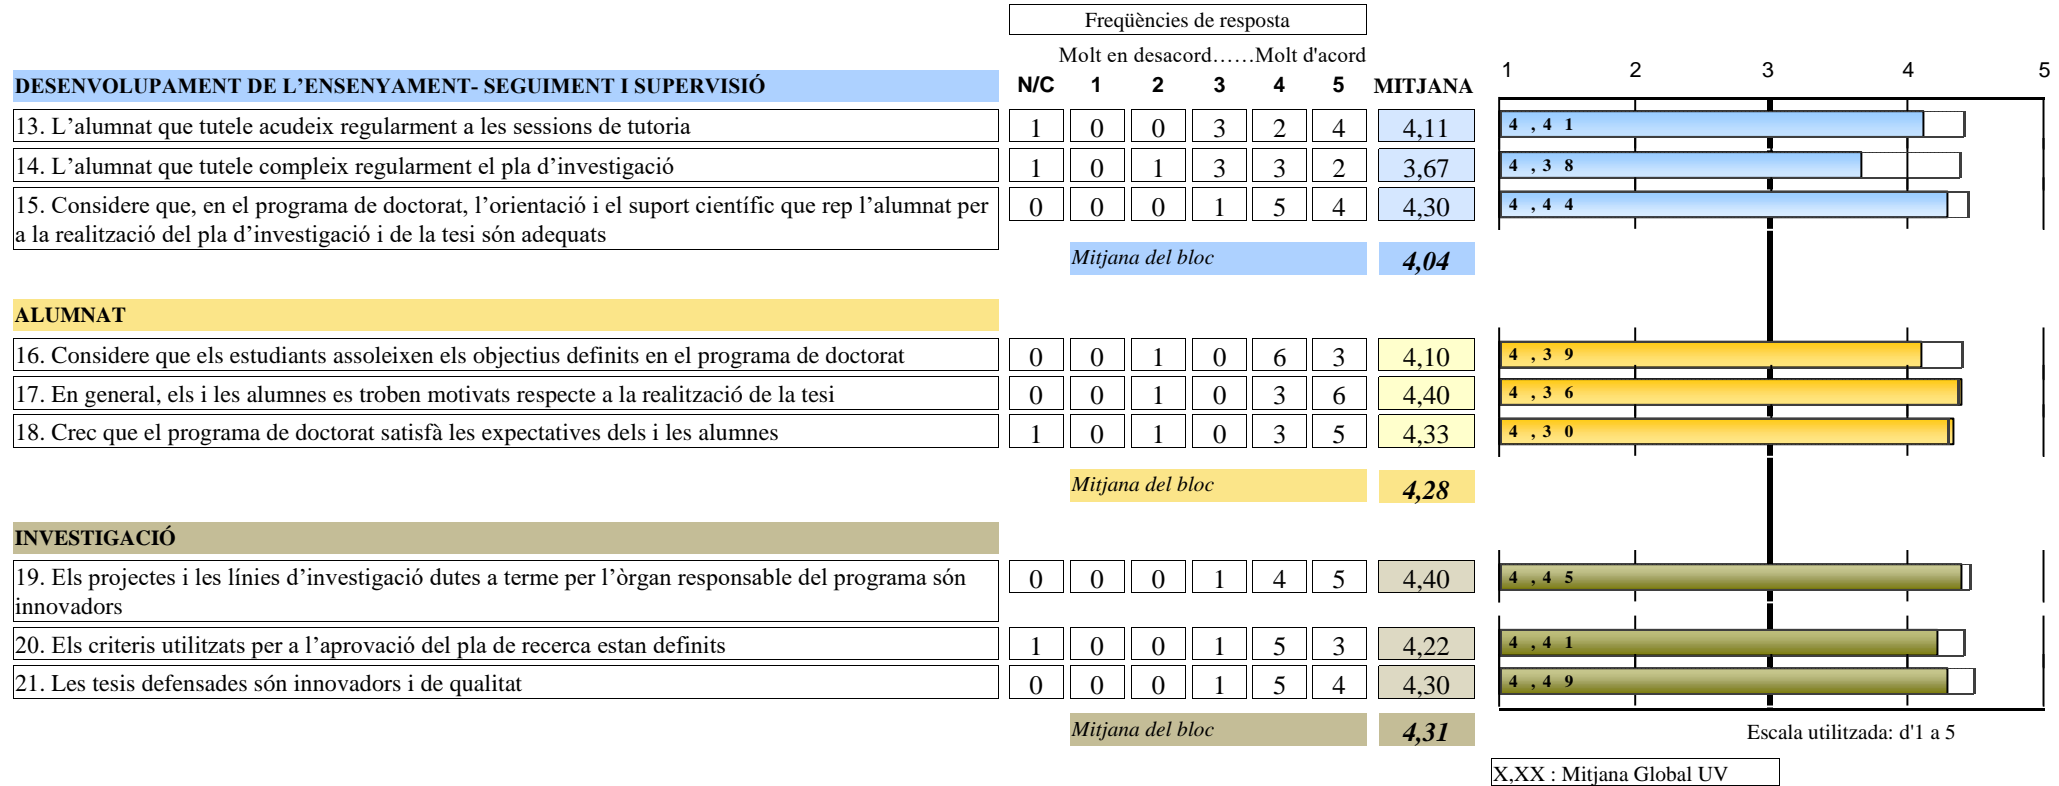 Freqüències de resposta
Molt en desacord……Molt d'acord
DESENVOLUPAMENT DE L’ENSENYAMENT- SEGUIMENT I SUPERVISIÓ N/C 1 2 3 4 5 MITJANA 1 2 3 4 5
13. L’alumnat que tutele acudeix regularment a les sessions de tutoria 1 0 0 3 2 4 4,11 4,41
14. L’alumnat que tutele compleix regularment el pla d’investigació 1 0 1 3 3 2 3,67 4,38
15. Considere que, en el programa de doctorat, l’orientació i el suport científic que rep l’alumnat per 0 0 0 1 5 4 4,30 4,44
a la realització del pla d’investigació i de la tesi són adequats
Mitjana del bloc 4,04
ALUMNAT
16. Considere que els estudiants assoleixen els objectius definits en el programa de doctorat 0 0 1 0 6 3 4,10 4,39
17. En general, els i les alumnes es troben motivats respecte a la realització de la tesi 0 0 1 0 3 6 4,40 4,36
18. Crec que el programa de doctorat satisfà les expectatives dels i les alumnes 1 0 1 0 3 5 4,33 4,30
Mitjana del bloc 4,28
INVESTIGACIÓ
19. Els projectes i les línies d’investigació dutes a terme per l’òrgan responsable del programa són 0 0 0 1 4 5 4,40 4,45
innovadors
20. Els criteris utilitzats per a l’aprovació del pla de recerca estan definits 1 0 0 1 5 3 4,22 4,41
21. Les tesis defensades són innovadors i de qualitat 0 0 0 1 5 4 4,30 4,49
Mitjana del bloc 4,31 Escala utilitzada: d'1 a 5
X,XX : Mitjana Global UV